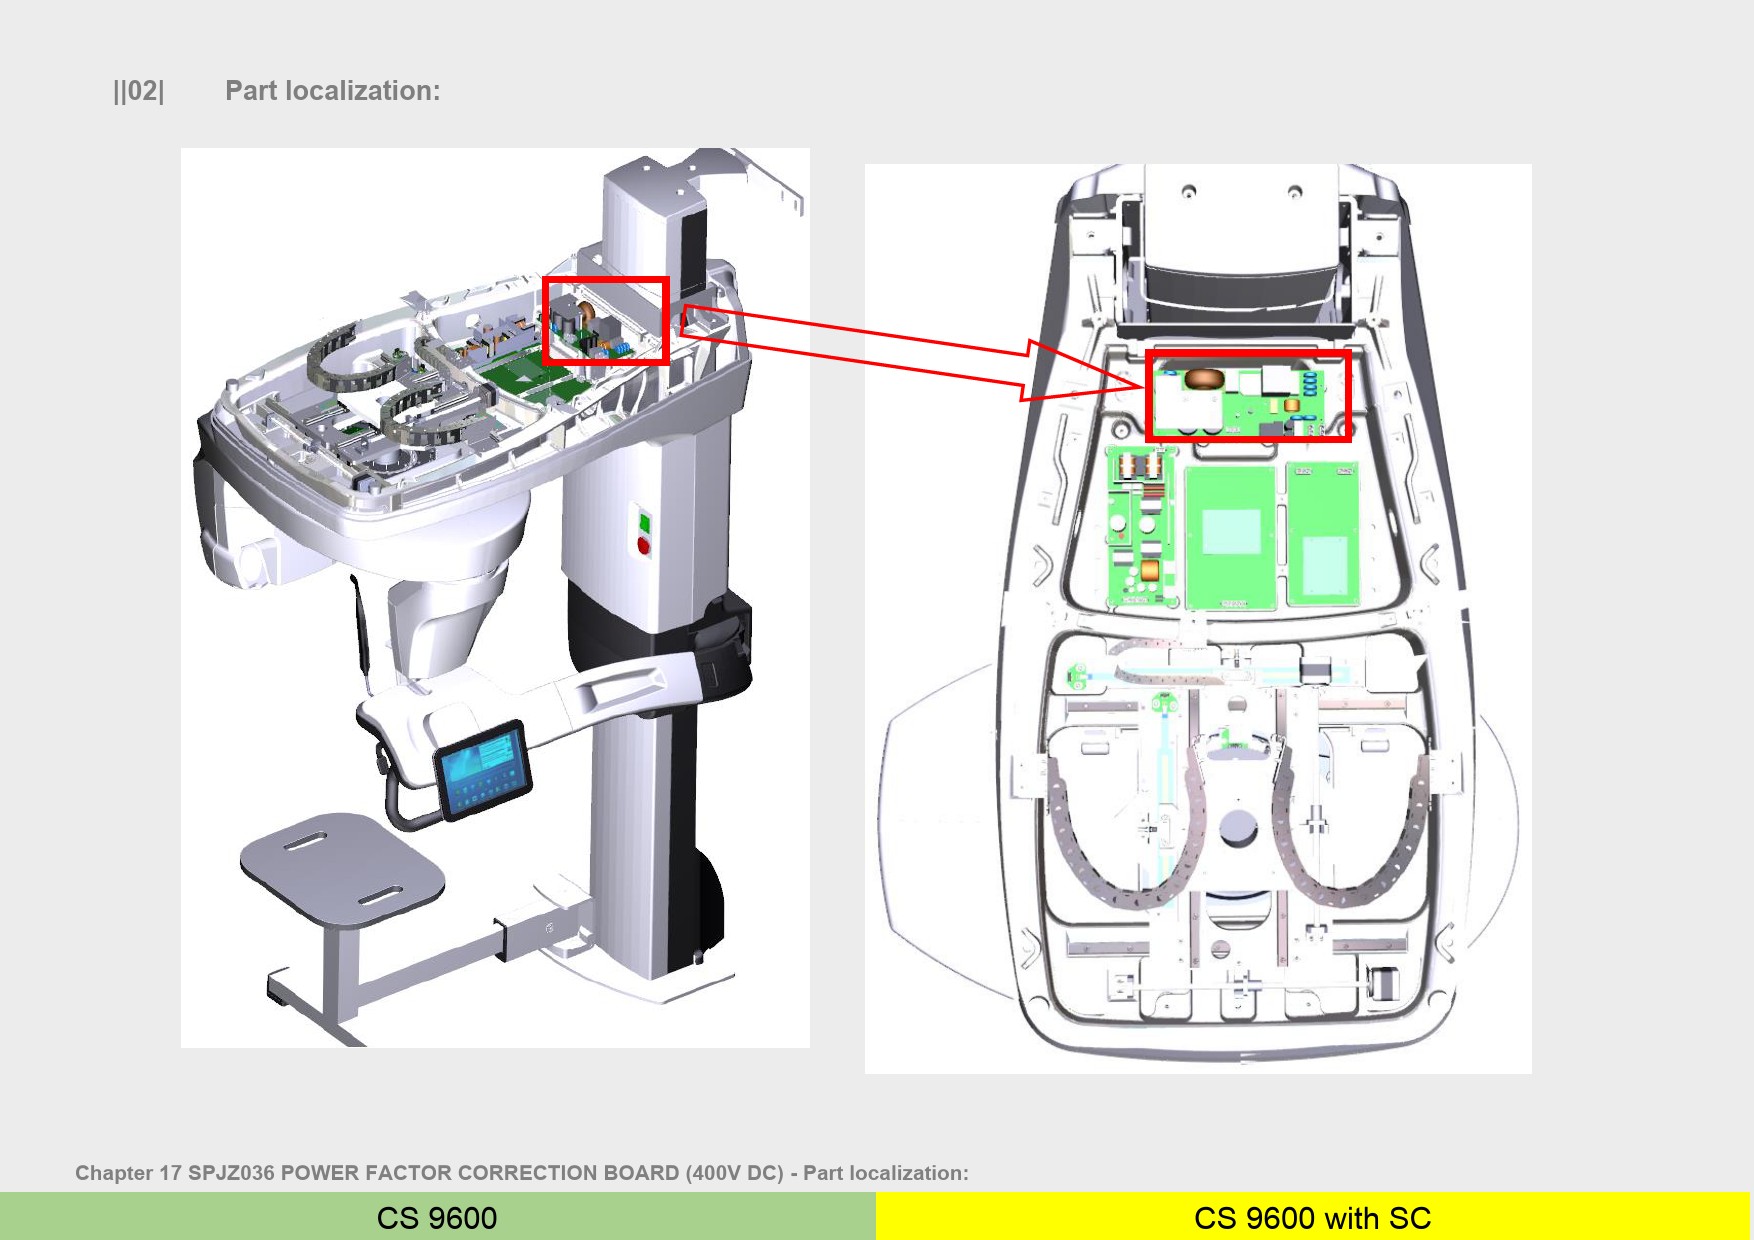 ||02| Part localization:
Chapter 17 SPJZ036 POWER FACTOR CORRECTION BOARD (400V DC) - Part localization:
CS 9600
CS 9600 with SC